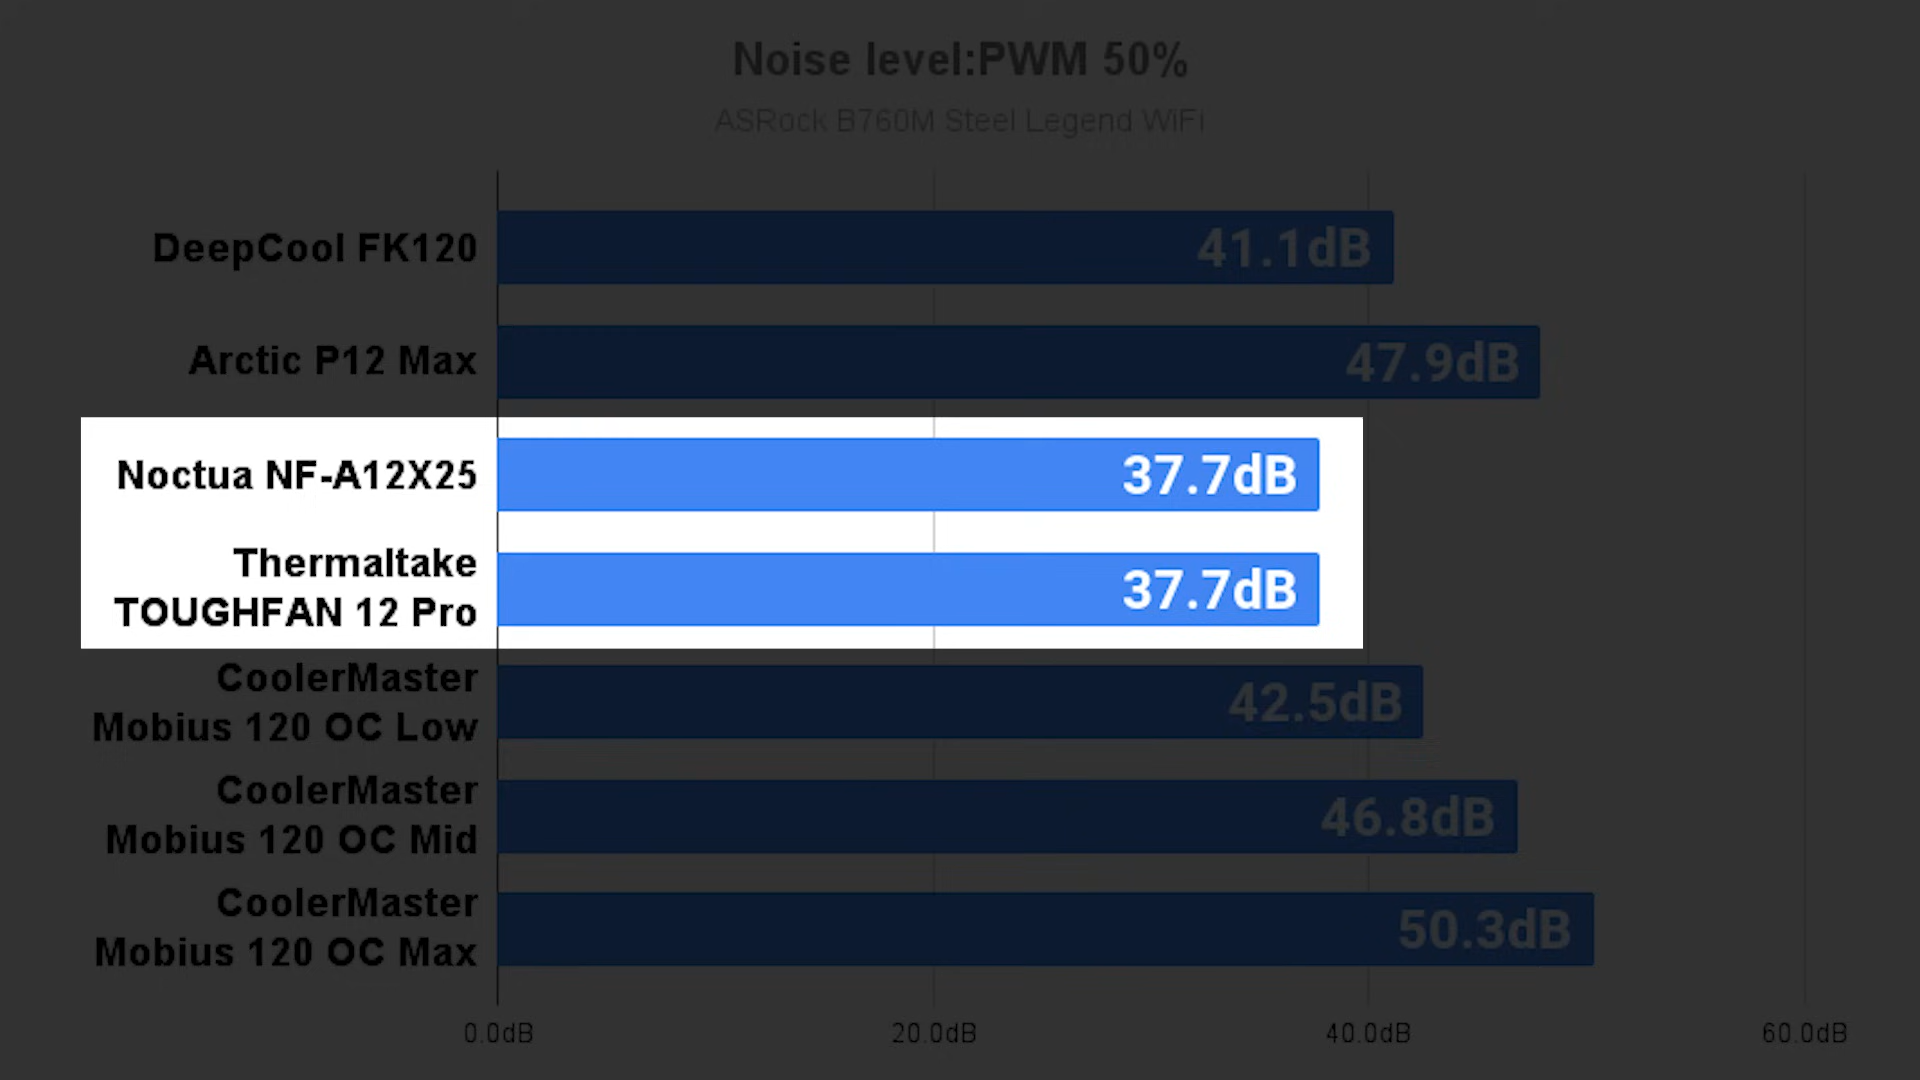 Noise level:PWM 50%
ASRock B760M Steel Legend WiFi
DeepCool FK120
41.1dB
Arctic P12 Max
47.9dB
Noctua NF-A12X25
37.7dB
Thermaltake
TOUGHFAN 12 Pro
37.7dB
CoolerMaster
Mobius 120 OC Low
42.5dB
CoolerMaster
Mobius 120 OC Mid
46.8dB
CoolerMaster
Mobius 120 OC Max
50.3dB
0.0dB
20.0dB
40.0dB
60.0dB